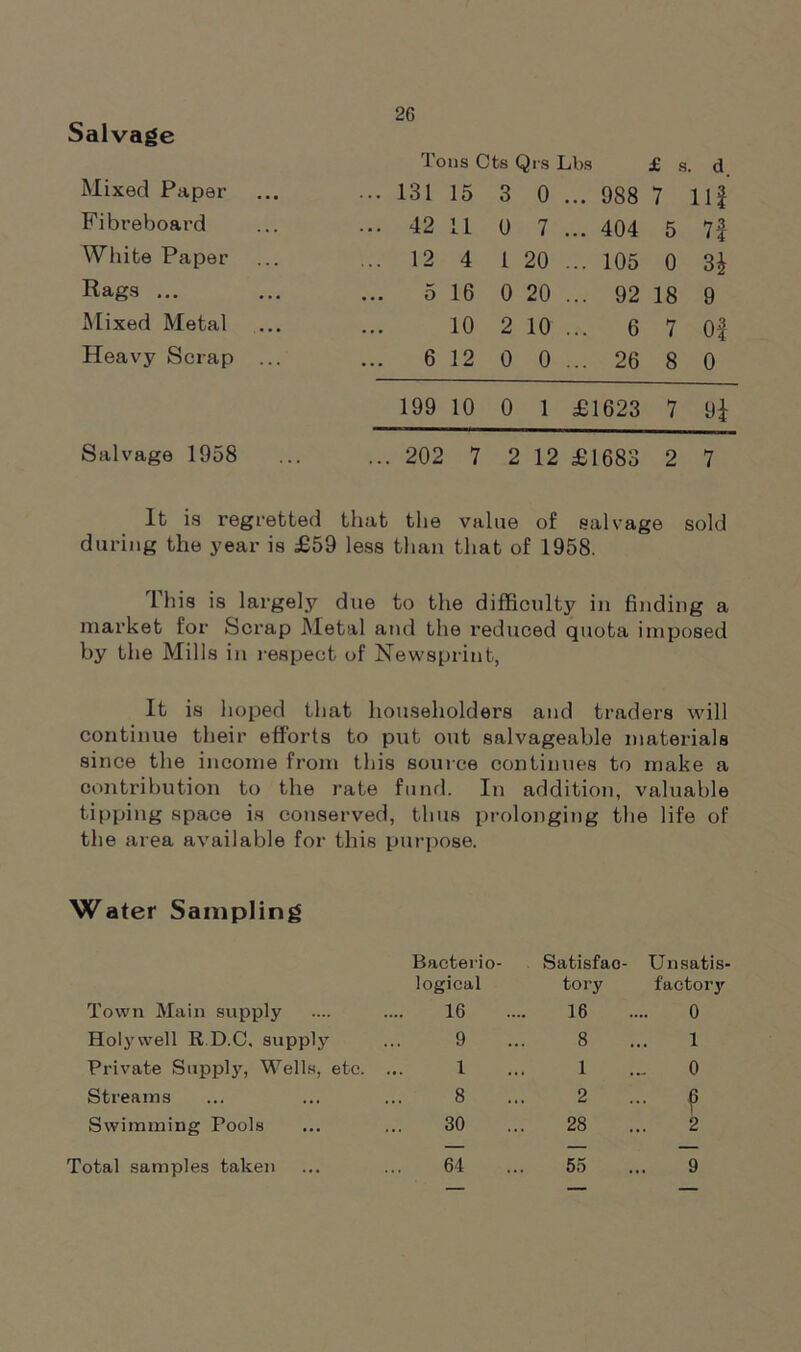 26
Salvage
Tons Cts Qrs Lbs £ s. d.
Mixed Paper ... ... 131 15 3 0 ... 988 7 11¾
Fibreboard ... ... 42 11 0 7 ... 404 5 7¾
White Paper ... ... 12 4 1 20 ... 105 0 3½
Rags ... ... ... 5 16 0 20 ... 92 18 9
Mixed Metal ... ... 10 2 10 ... 6 7 0¾
Heavy Scrap ... ... 6 12 0 0 ... 26 8 0
199 10 0 1 £1623 7 9¼
Salvage 1958 ... ... 202 7 2 12 £1683 2 7
It is regretted that the value of salvage sold
during the year is £59 less than that of 1958.
This is largely due to the difficulty in finding a
market for Scrap Metal and the reduced quota imposed
by the Mills in respect of Newsprint,
It is hoped that householders and traders will
continue their efforts to put out salvageable materials
since the income from this source continues to make a
contribution to the rate fund. In addition, valuable
tipping space is conserved, thus prolonging the life of
the area available for this purpose.
Water Sampling
Bacterio- Satisfac- Unsatis-
logical tory factory
Town Main supply .... .... 16 .... 16 .... 0
Holywell R.D.C. supply ... 9 ... 8 ... 1
Private Supply, Wells, etc. ... 1 ... 1 ... 0
Streams ... ... ... 8 ... 2 ... 6
Swimming Pools ... ... 30 ... 28 ... 2
Total samples taken ... ... 64 ... 55 ... 9